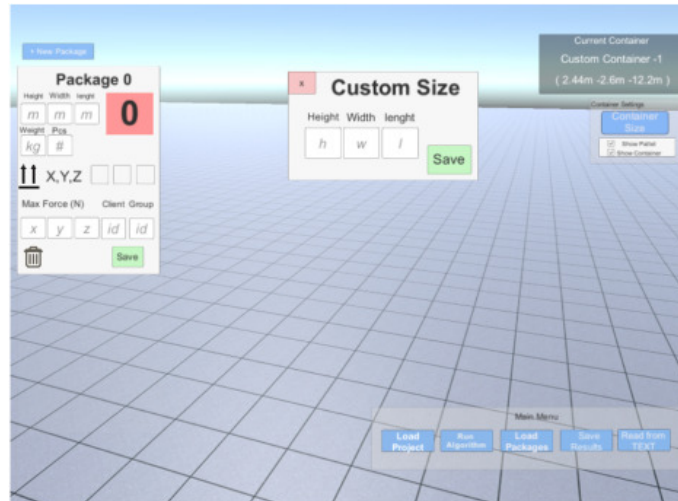 + New Package
Package 0
Height Width lenght
m m m
0
Weight Pcs
kg #
X,Y,Z
Max Force (N) Client Group
x y z id id
Save
x
Custom Size
Height Width lenght
h w l
Save
Current Container
Custom Container -1
( 2.44m -2.6m -12.2m )
Container Settings
Container
Size
Show Pallet
Show Container
Main Menu
Load
Project
Run
Algorithm
Load
Packages
Save
Results
Read from
TEXT